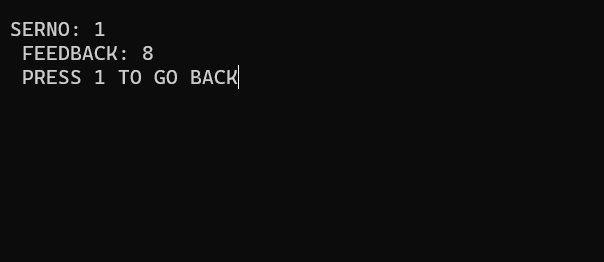 SERNO: 1
FEEDBACK: 8
PRESS 1 TO GO BACK